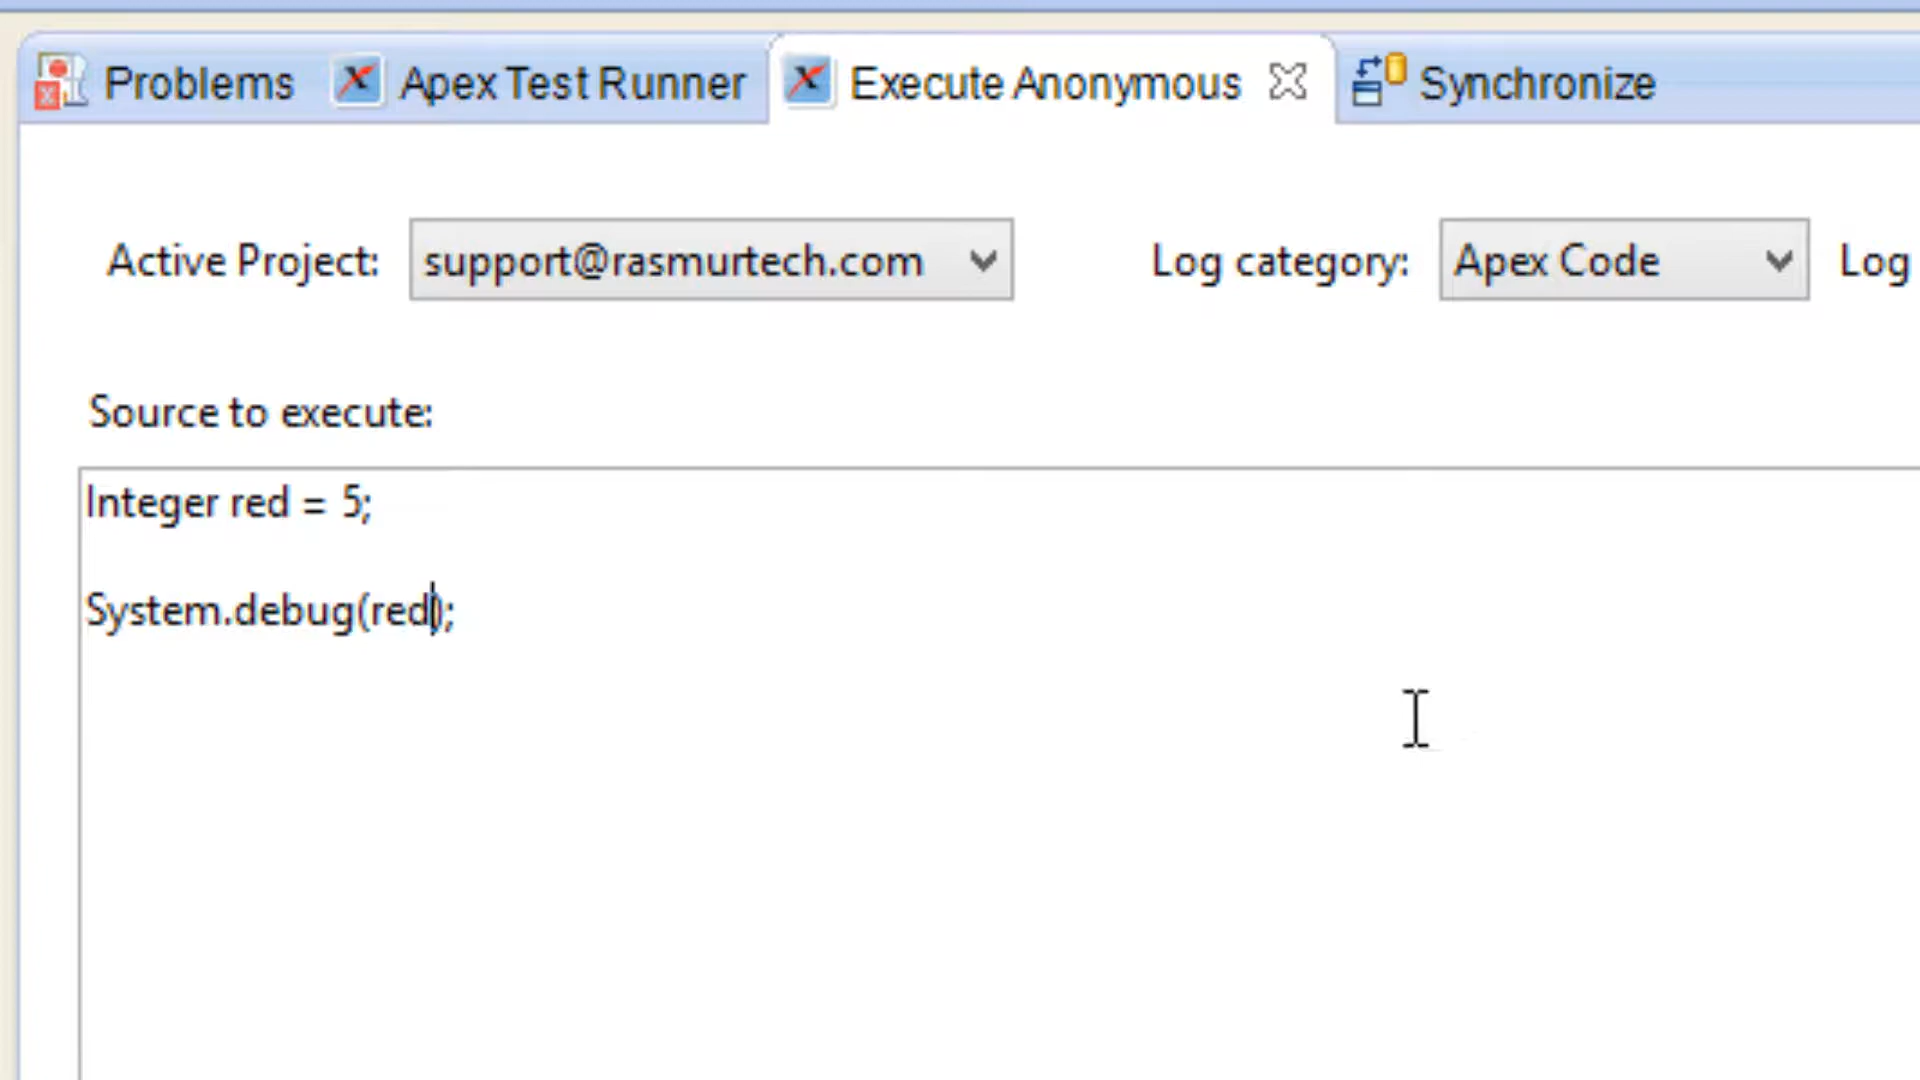 Problems Apex Test Runner Execute Anonymous Synchronize
Active Project: support@rasmurtech.com Log category: Apex Code Log
Source to execute:
Integer red = 5;
System.debug(red);